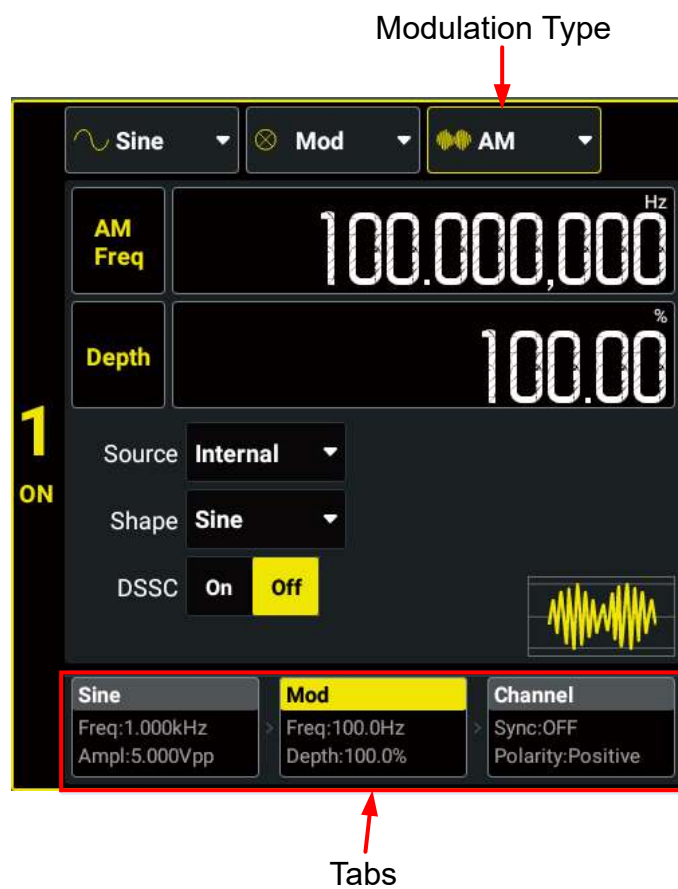 Modulation Type
Sine Mod AM
AM
Freq
Hz
100.000,000
Depth
%
100.00
1
ON
Source Internal
Shape Sine
DSSC On Off
Sine Mod Channel
Freq:1.000kHz > Freq:100.0Hz > Sync:OFF
Ampl:5.000Vpp Depth:100.0% Polarity:Positive
Tabs